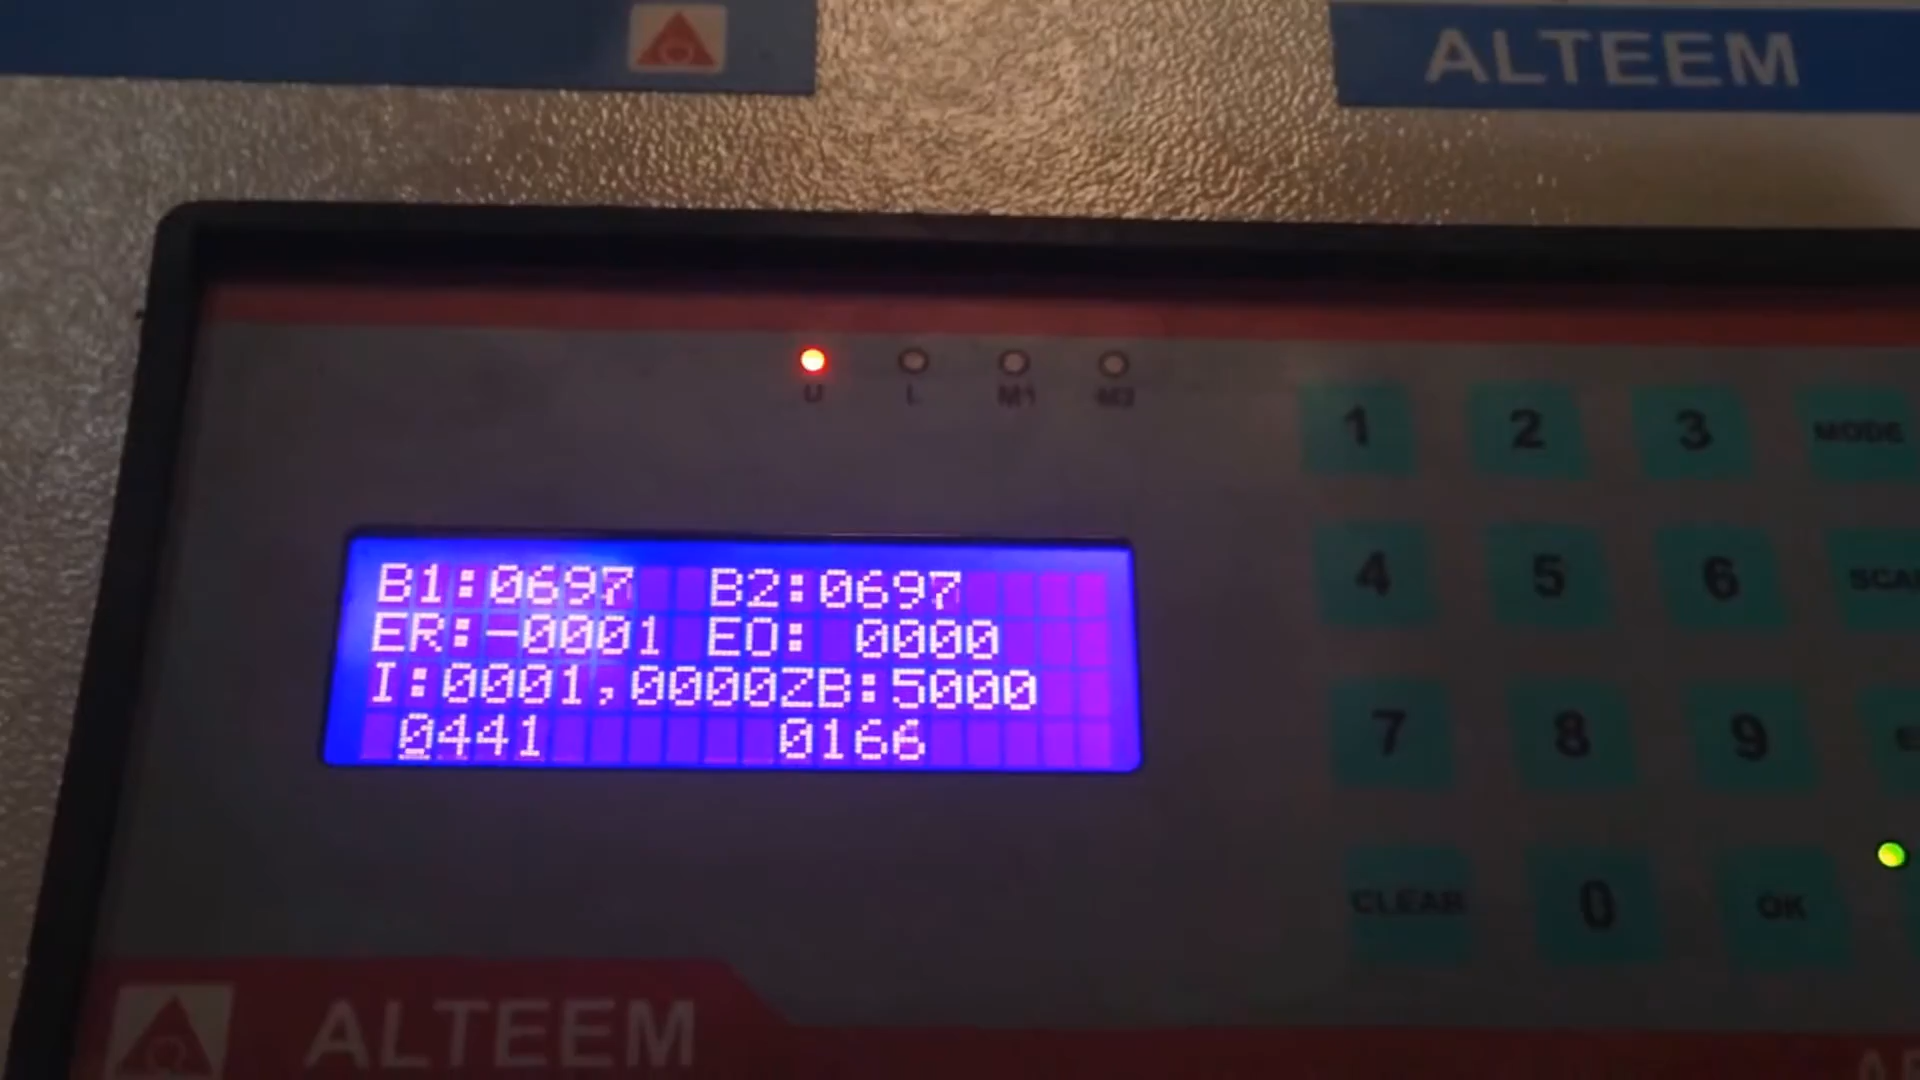 ALTEEM
U L M1 M2
1 2 3 MODE
4 5 6
7 8 9
CLEAR 0 OK
B1:0697 B2:0697
ER:-0001 EO: 0000
I:0001,0000ZB:5000
0441 0166
ALTEEM